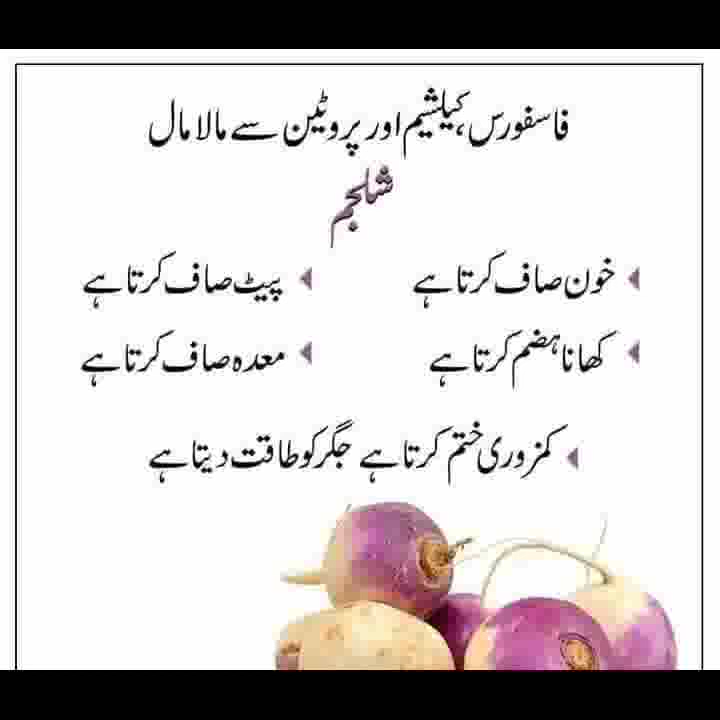 فاسفورس، کیلشیم اور پروٹین سے مالا مال
شلجم
خون صاف کرتا ہے پیٹ صاف کرتا ہے
کھانا ہضم کرتا ہے معدہ صاف کرتا ہے
کمزوری ختم کرتا ہے جگر کو طاقت دیتا ہے